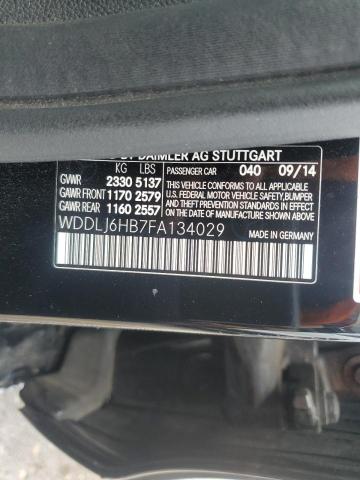 BY DAIMLER AG STUTTGART
KG LBS
PASSENGER CAR 040 09/14
GVWR 2330 5137
GAWR FRONT 1170 2579
GAWR REAR 1160 2557
THIS VEHICLE CONFORMS TO ALL APPLICABLE
U.S. FEDERAL MOTOR VEHICLE SAFETY, BUMPER,
AND THEFT PREVENTION STANDARDS IN EFFECT ON
THE DATE OF MANUFACTURE SHOWN ABOVE.
WDDLJ6HB7FA134029
MADE IN GERMANY